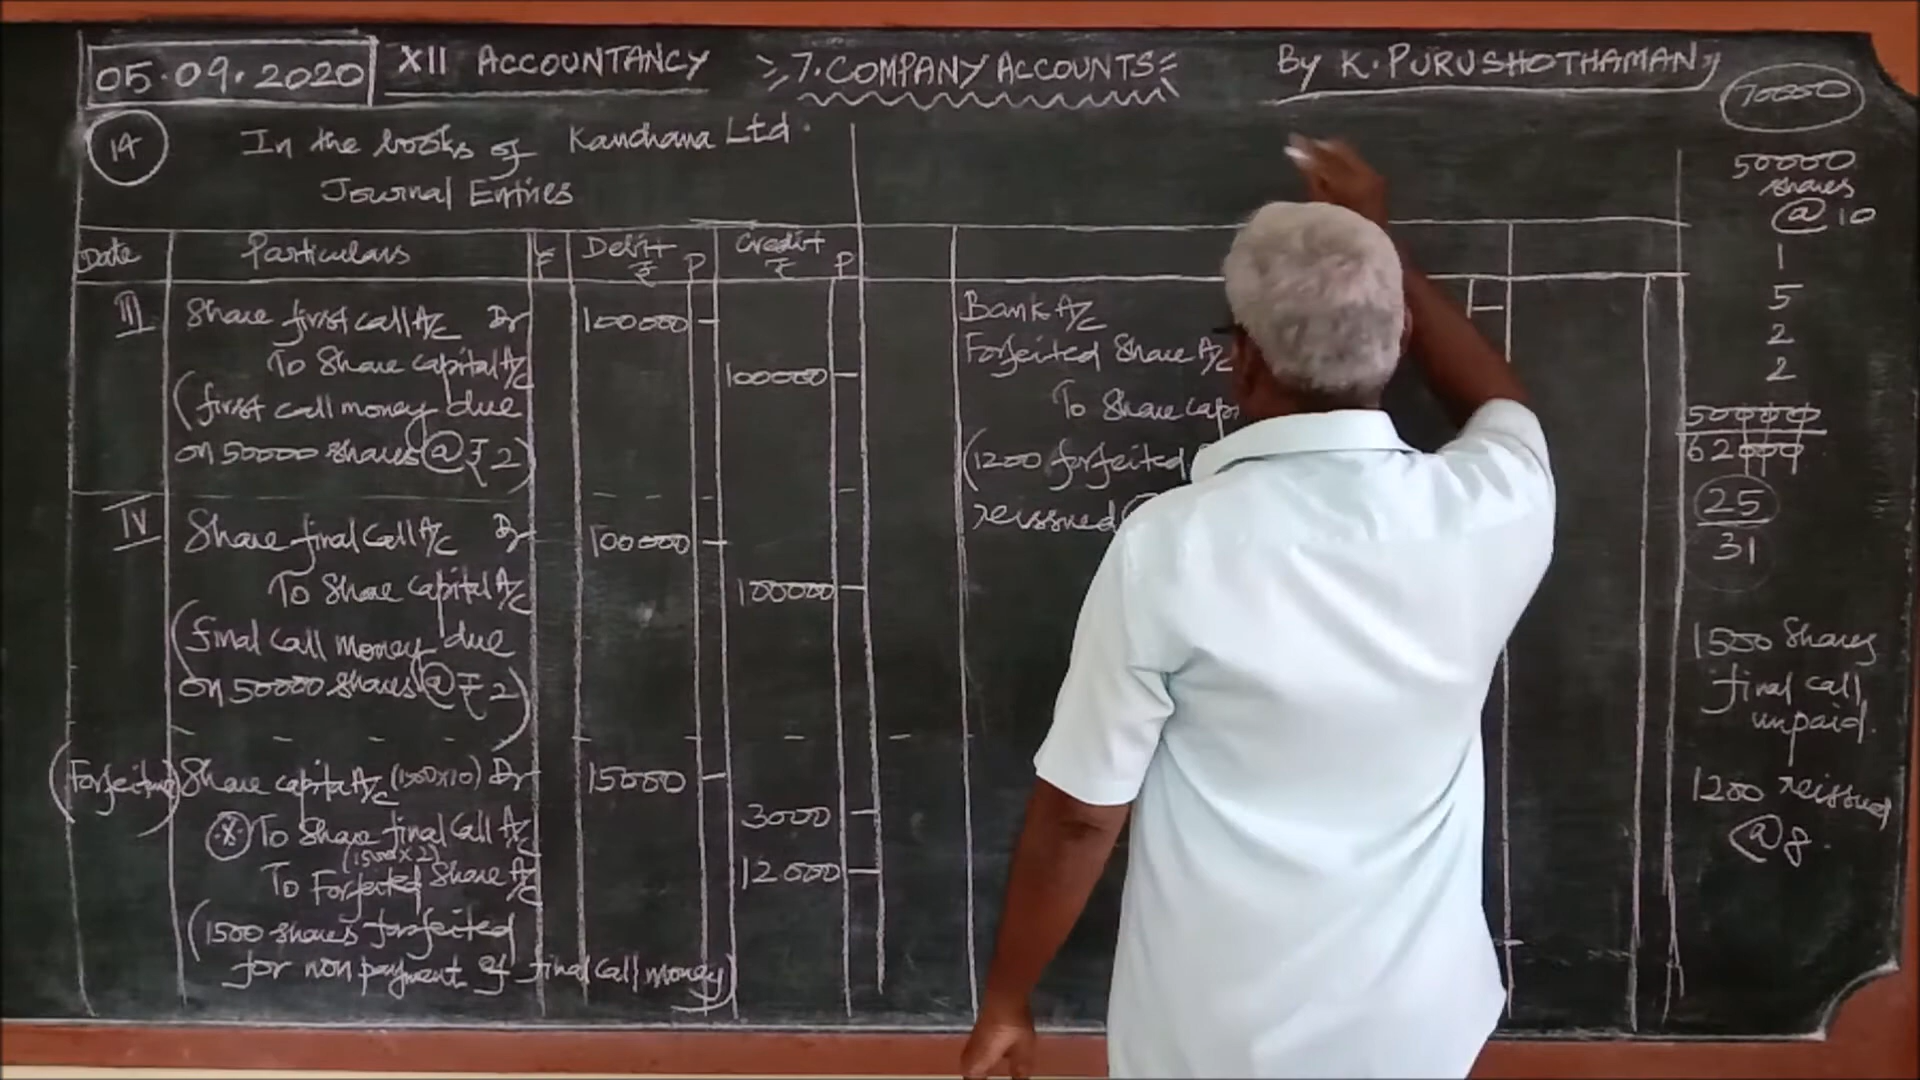 05.09.2020
XII ACCOUNTANCY
7. COMPANY ACCOUNTS
By K. PURUSHOTHAMAN
14
In the books of Kanchana Ltd.
Journal Entries
Date Particulars F Debit ₹ P Credit ₹ P
III Share first call A/c Dr 100000 -
To Share capital A/c 100000 -
(first call money due
on 50000 shares @ ₹ 2)
IV Share final call A/c Dr 100000 -
To Share capital A/c 100000 -
(final call money due
on 50000 shares @ ₹ 2)
(Forfeiture) Share capital A/c (1500x10) Dr 15000 -
(x) To Share final call A/c 3000 -
(1500x2)
To Forfeited Share A/c 12000 -
(1500 shares forfeited
for non payment of final call money)
Bank A/c
Forfeited Share A/c
To Share
(1200 forfeited
reissued
70000
50000
shares
@ 10
1
5
2
2
50000
62000
25
31
1500 Shares
final call
unpaid.
1200 reissued
@ 8.